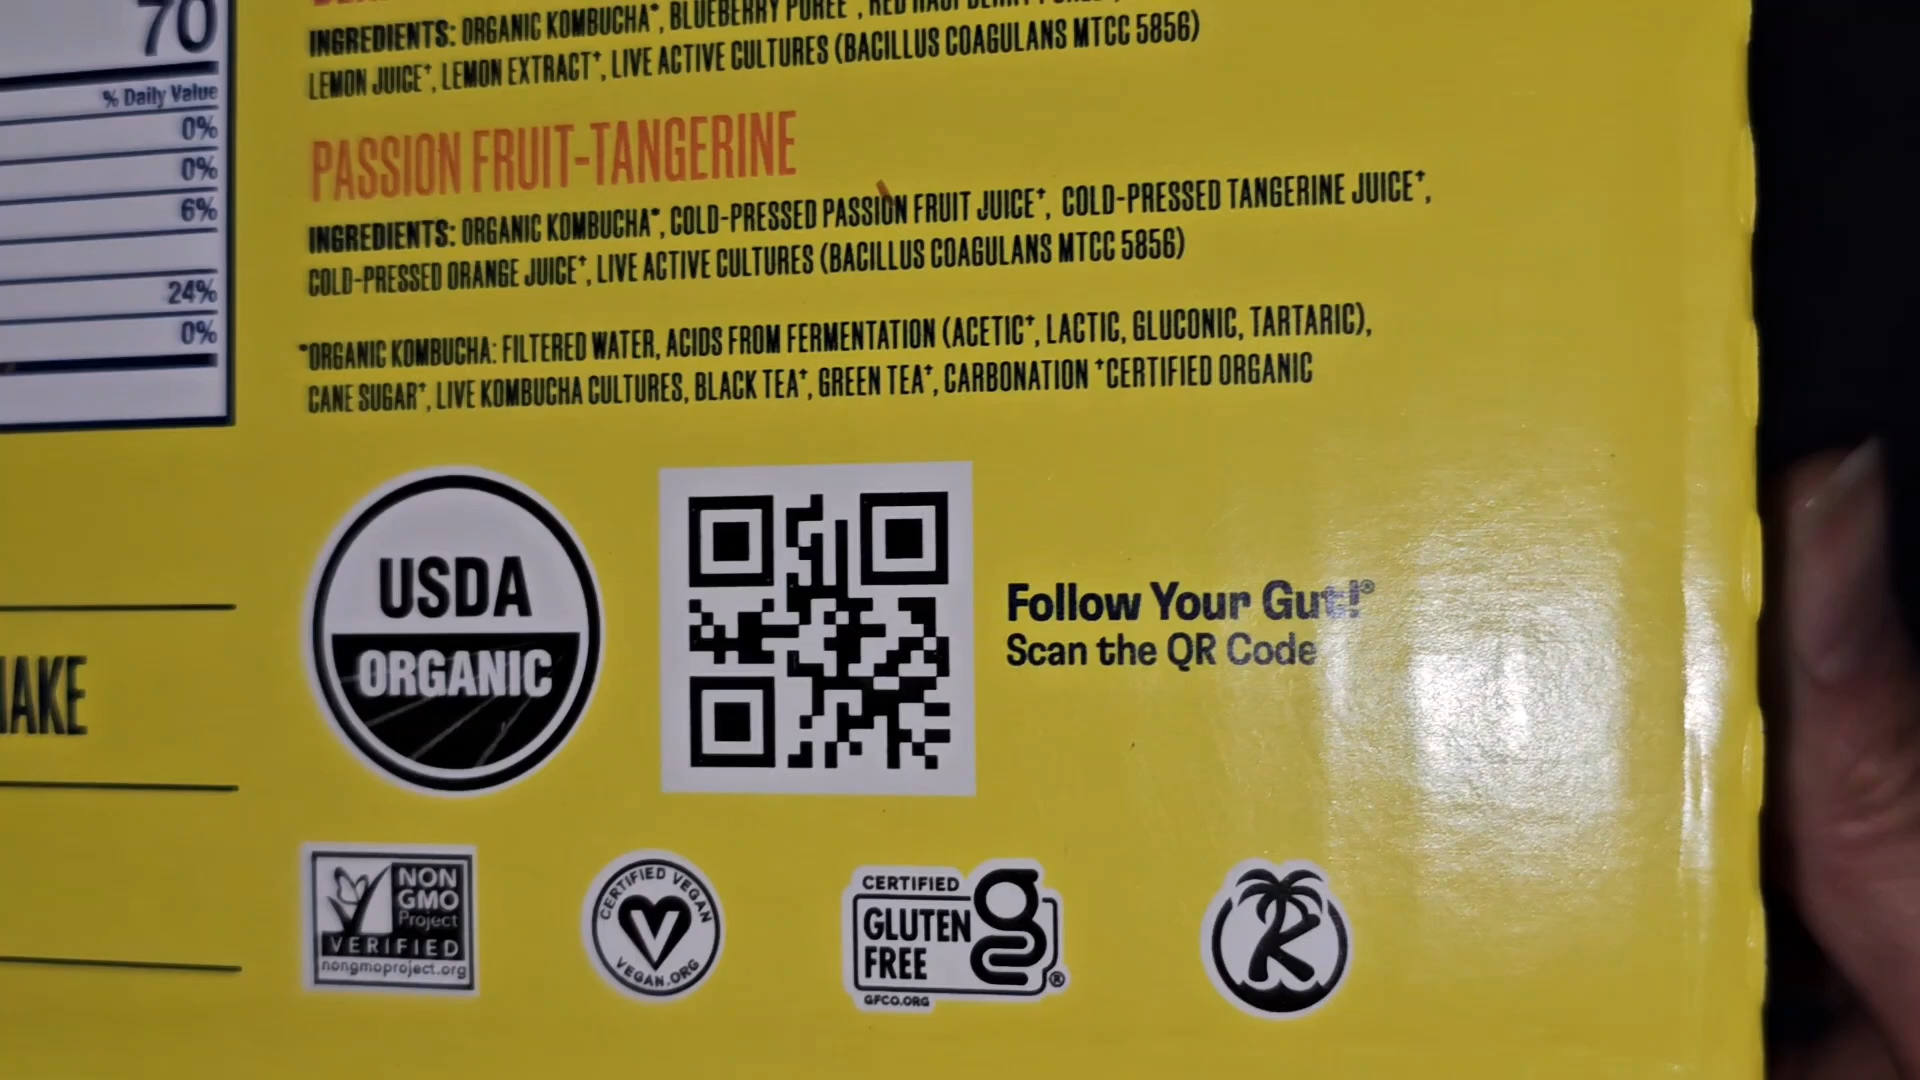 70
% Daily Value
0%
0%
6%
24%
0%
INGREDIENTS: ORGANIC KOMBUCHA*, BLUEBERRY PUREE⁺, RED
LEMON JUICE⁺, LEMON EXTRACT⁺, LIVE ACTIVE CULTURES (BACILLUS COAGULANS MTCC 5856)
PASSION FRUIT-TANGERINE
INGREDIENTS: ORGANIC KOMBUCHA*, COLD-PRESSED PASSION FRUIT JUICE⁺, COLD-PRESSED TANGERINE JUICE⁺,
COLD-PRESSED ORANGE JUICE⁺, LIVE ACTIVE CULTURES (BACILLUS COAGULANS MTCC 5856)
*ORGANIC KOMBUCHA: FILTERED WATER, ACIDS FROM FERMENTATION (ACETIC⁺, LACTIC, GLUCONIC, TARTARIC),
CANE SUGAR⁺, LIVE KOMBUCHA CULTURES, BLACK TEA⁺, GREEN TEA⁺, CARBONATION ⁺CERTIFIED ORGANIC
USDA
ORGANIC
Follow Your Gut!®
Scan the QR Code
NON
GMO
Project
VERIFIED
nongmoproject.org
CERTIFIED VEGAN
V
VEGAN.ORG
CERTIFIED
GLUTEN
FREE
g
®
GFCO.ORG
K